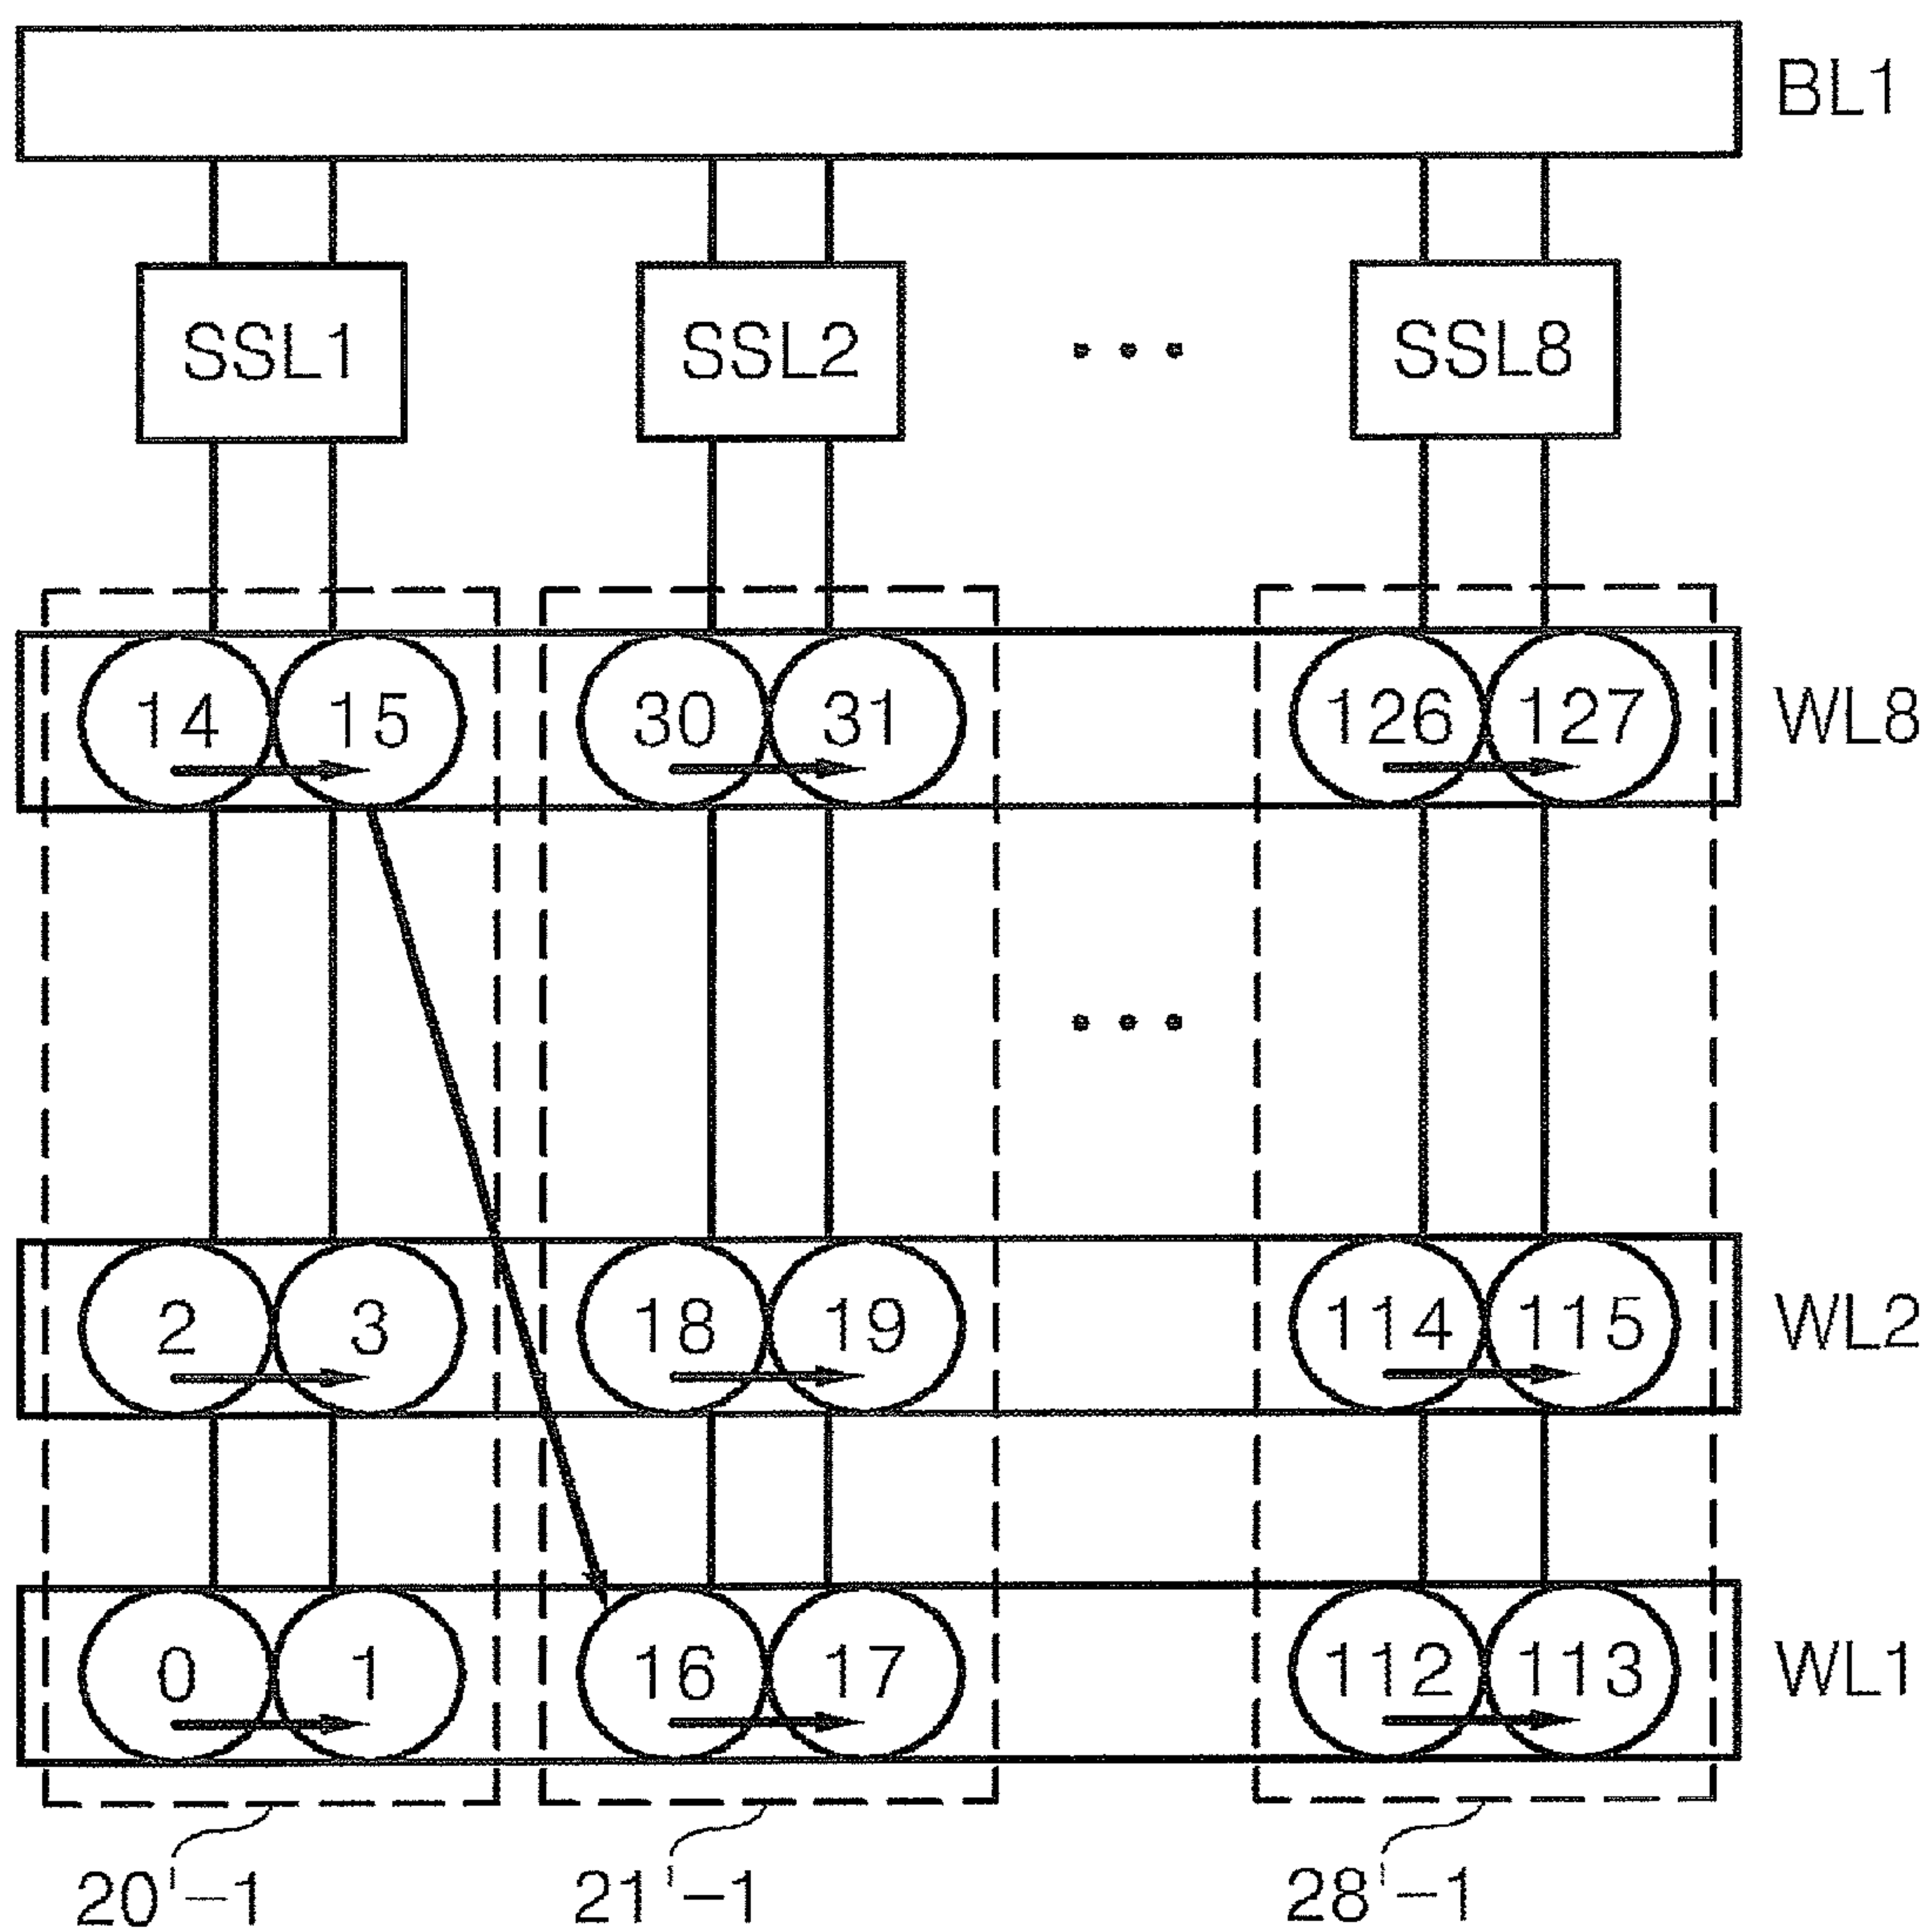 BL1
SSL1 SSL2 ••• SSL8
14 15 30 31 126 127 WL8
•••
2 3 18 19 114 115 WL2
0 1 16 17 112 113 WL1
20'-1 21'-1 28'-1